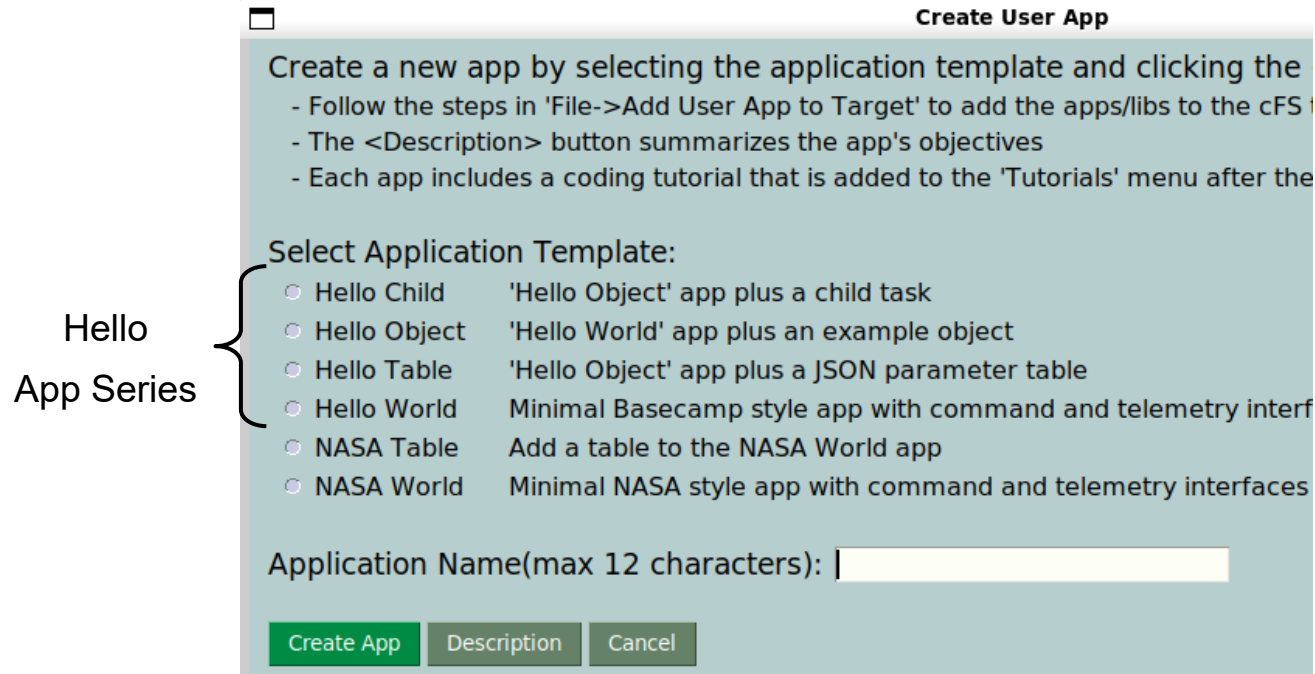 Create User App
Create a new app by selecting the application template and clicking the
- Follow the steps in 'File->Add User App to Target' to add the apps/libs to the cFS
- The <Description> button summarizes the app's objectives
- Each app includes a coding tutorial that is added to the 'Tutorials' menu after the
Select Application Template:
Hello Child 'Hello Object' app plus a child task
Hello Object 'Hello World' app plus an example object
Hello Table 'Hello Object' app plus a JSON parameter table
Hello World Minimal Basecamp style app with command and telemetry
NASA Table Add a table to the NASA World app
NASA World Minimal NASA style app with command and telemetry interfaces
Hello
App Series
Application Name(max 12 characters):
Create App Description Cancel